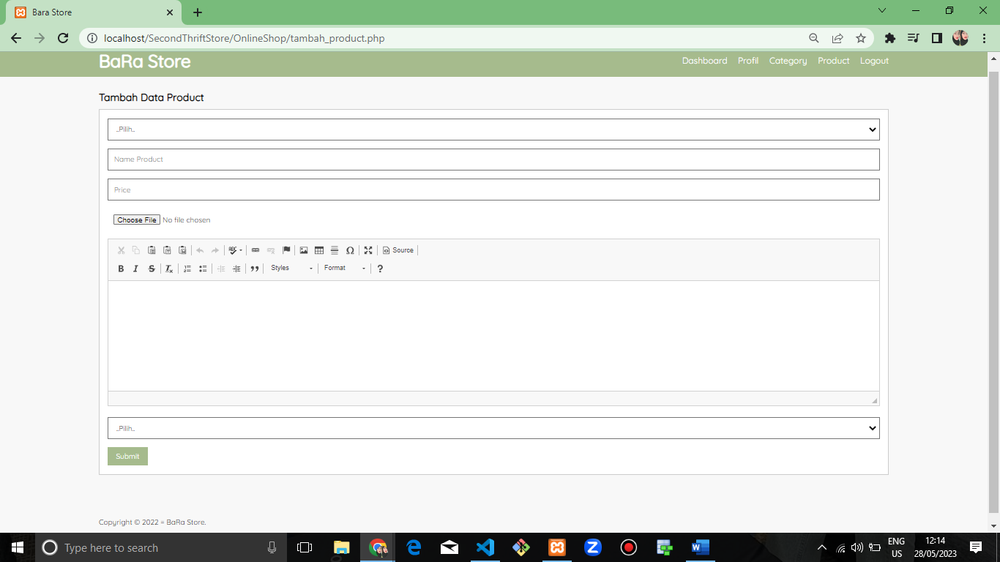 Bara Store
localhost/SecondThriftStore/OnlineShop/tambah_product.php
BaRa Store
Dashboard Profil Category Product Logout
Tambah Data Product
..Pilih..
Name Product
Price
Choose File No file chosen
Source
B I S Styles Format ?
..Pilih..
Submit
Copyright © 2022 = BaRa Store.
Type here to search
ENG
US
12:14
28/05/2023